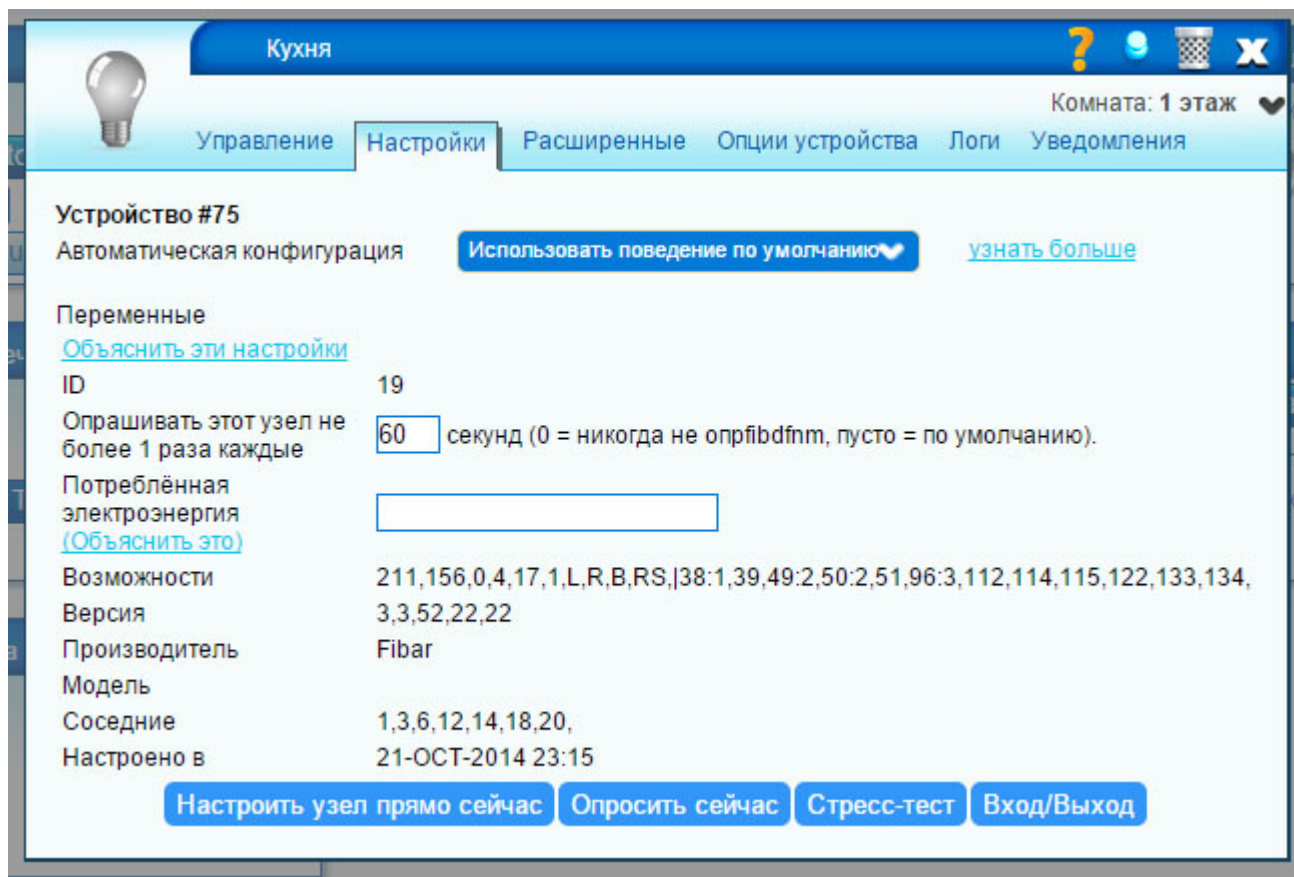 Кухня
Комната: 1 этаж
Управление Настройки Расширенные Опции устройства Логи Уведомления
Устройство #75
Автоматическая конфигурация Использовать поведение по умолчанию узнать больше
Переменные
Объяснить эти настройки
ID 19
Опрашивать этот узел не
более 1 раза каждые 60 секунд (0 = никогда не опрfibdfnm, пусто = по умолчанию).
Потреблённая
электроэнергия
(Объяснить это)
Возможности 211,156,0,4,17,1,L,R,B,RS,|38:1,39,49:2,50:2,51,96:3,112,114,115,122,133,134,
Версия 3,3,52,22,22
Производитель Fibar
Модель
Соседние 1,3,6,12,14,18,20,
Настроено в 21-OCT-2014 23:15
Настроить узел прямо сейчас Опросить сейчас Стресс-тест Вход/Выход